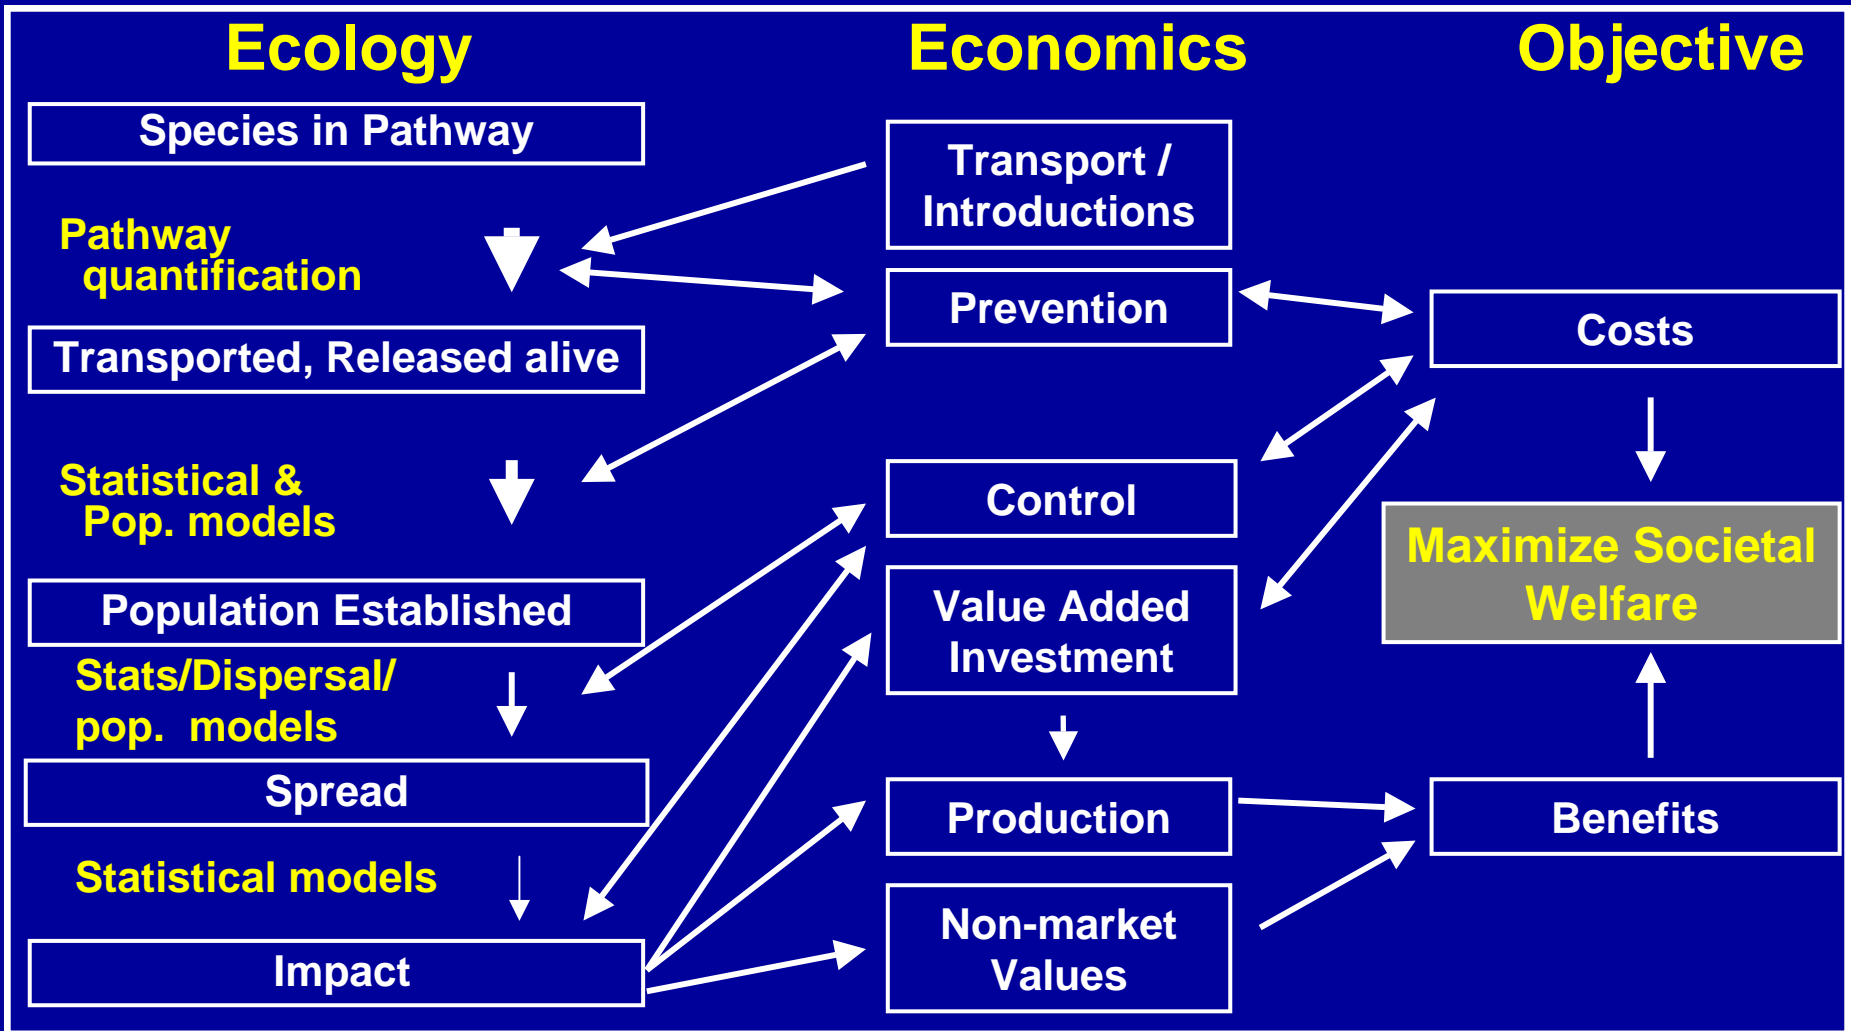 Ecology
Economics
Objective
Species in Pathway
Pathway
quantification
Transported, Released alive
Statistical &
Pop. models
Population Established
Stats/Dispersal/
pop. models
Spread
Statistical models
Impact
Transport /
Introductions
Prevention
Control
Value Added
Investment
Production
Non-market
Values
Costs
Maximize Societal
Welfare
Benefits